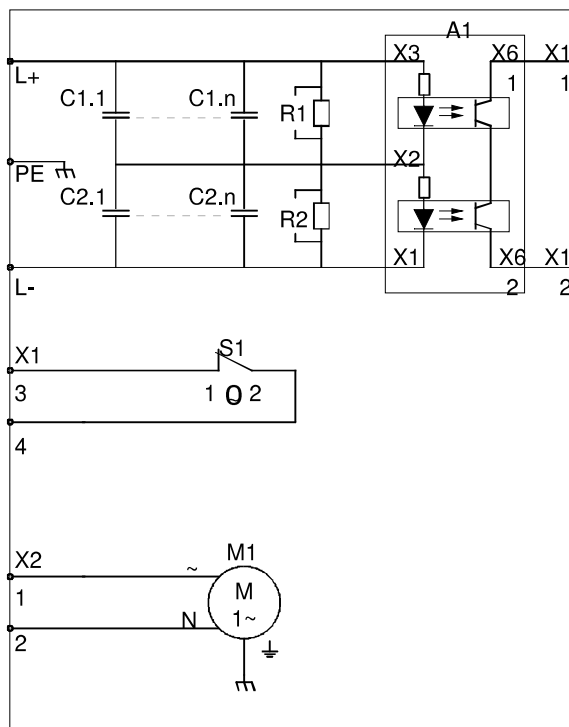 A1
X3 X6 X1
L+ 1 1
C1.1 C1.n R1
X2
PE
C2.1 C2.n R2
X1 X6 X1
L- 2 2
X1 S1
3 1 2
4
X2 ~ M1
1 M
N 1~
2